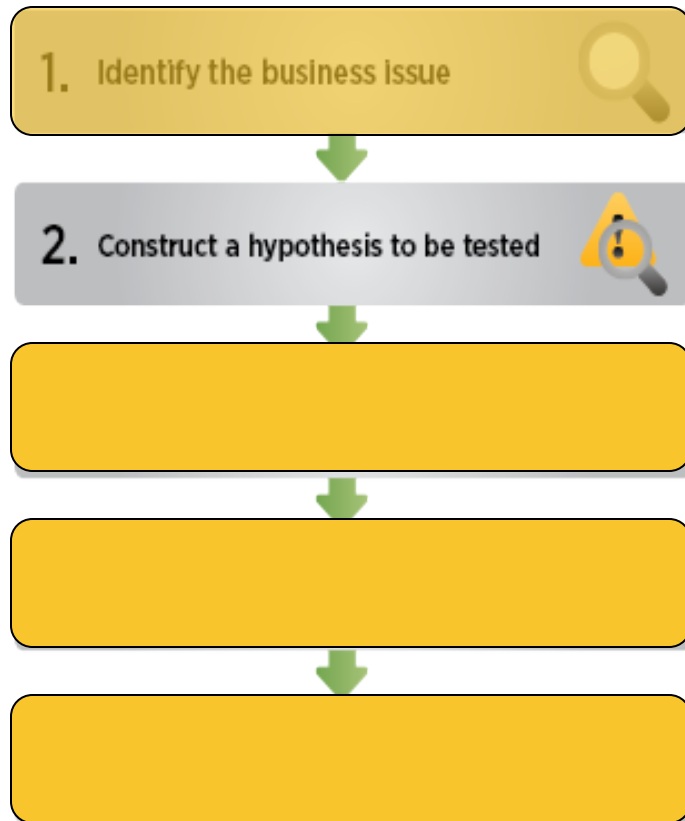 1. Identify the business issue
2. Construct a hypothesis to be tested